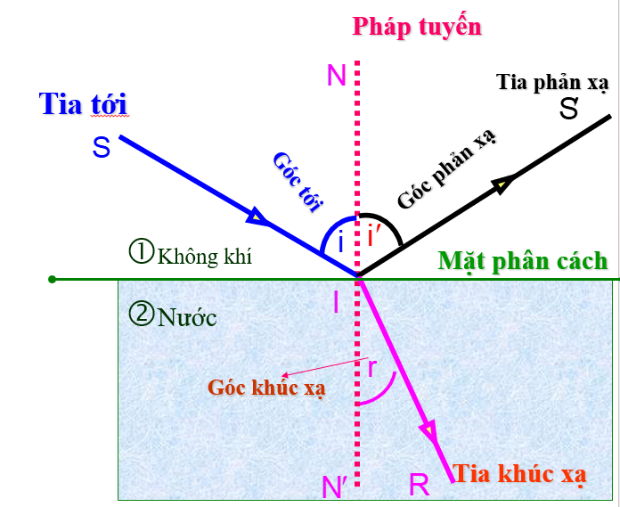 Pháp tuyến
N
Tia phản xạ
S'
Tia tới
S
Góc tới
Góc phản xạ
i
i'
①Không khí
Mặt phân cách
I
②Nước
r
Góc khúc xạ
N'
R
Tia khúc xạ